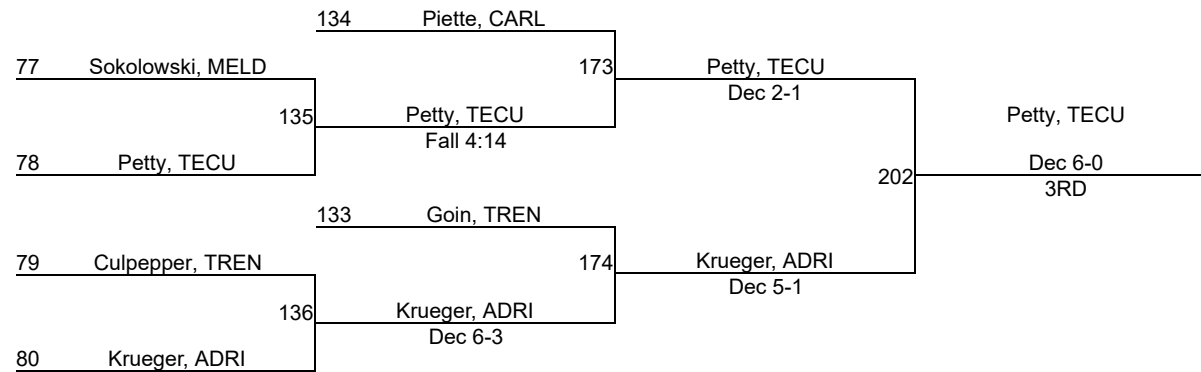 134 Piette, CARL
77 Sokolowski, MELD
173 Petty, TECU
Dec 2-1
135 Petty, TECU
Fall 4:14
Petty, TECU
78 Petty, TECU
Dec 6-0
202
3RD
133 Goin, TREN
79 Culpepper, TREN
174 Krueger, ADRI
Dec 5-1
136 Krueger, ADRI
Dec 6-3
80 Krueger, ADRI